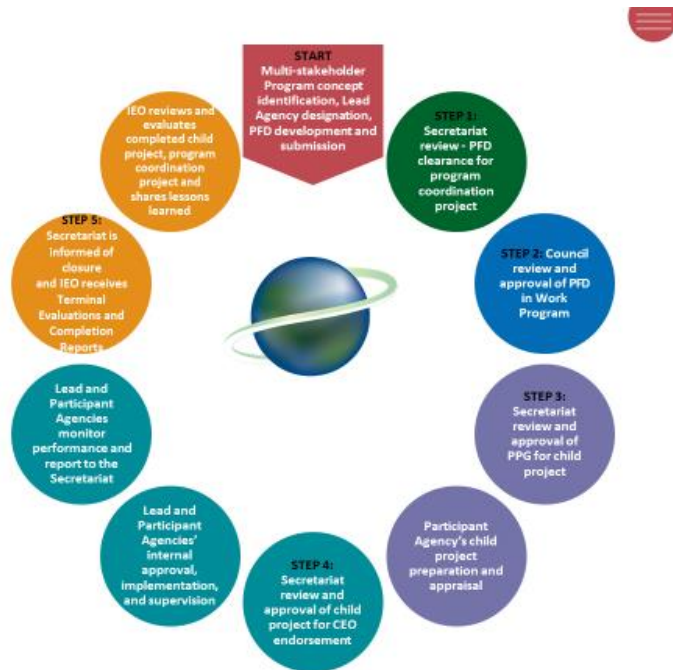 START
Multi-stakeholder
Program concept
identification, Lead
Agency designation,
PFD development and
submission
STEP 1:
Secretariat
review - PFD
clearance for
program
coordination
project
STEP 2: Council
review and
approval of PFD
in Work
Program
STEP 3:
Secretariat
review and
approval of
PPG for child
project
Participant
Agency's child
project
preparation and
appraisal
STEP 4:
Secretariat
review and
approval of child
project for CEO
endorsement
Lead and
Participant
Agencies'
internal
approval,
implementation,
and supervision
Lead and
Participant
Agencies
monitor
performance and
report to the
Secretariat
STEP 5:
Secretariat is
informed of
closure
and IEO receives
Terminal
Evaluations and
Completion
Reports
IEO reviews and
evaluates
completed child
project, program
coordination
project and
shares lessons
learned